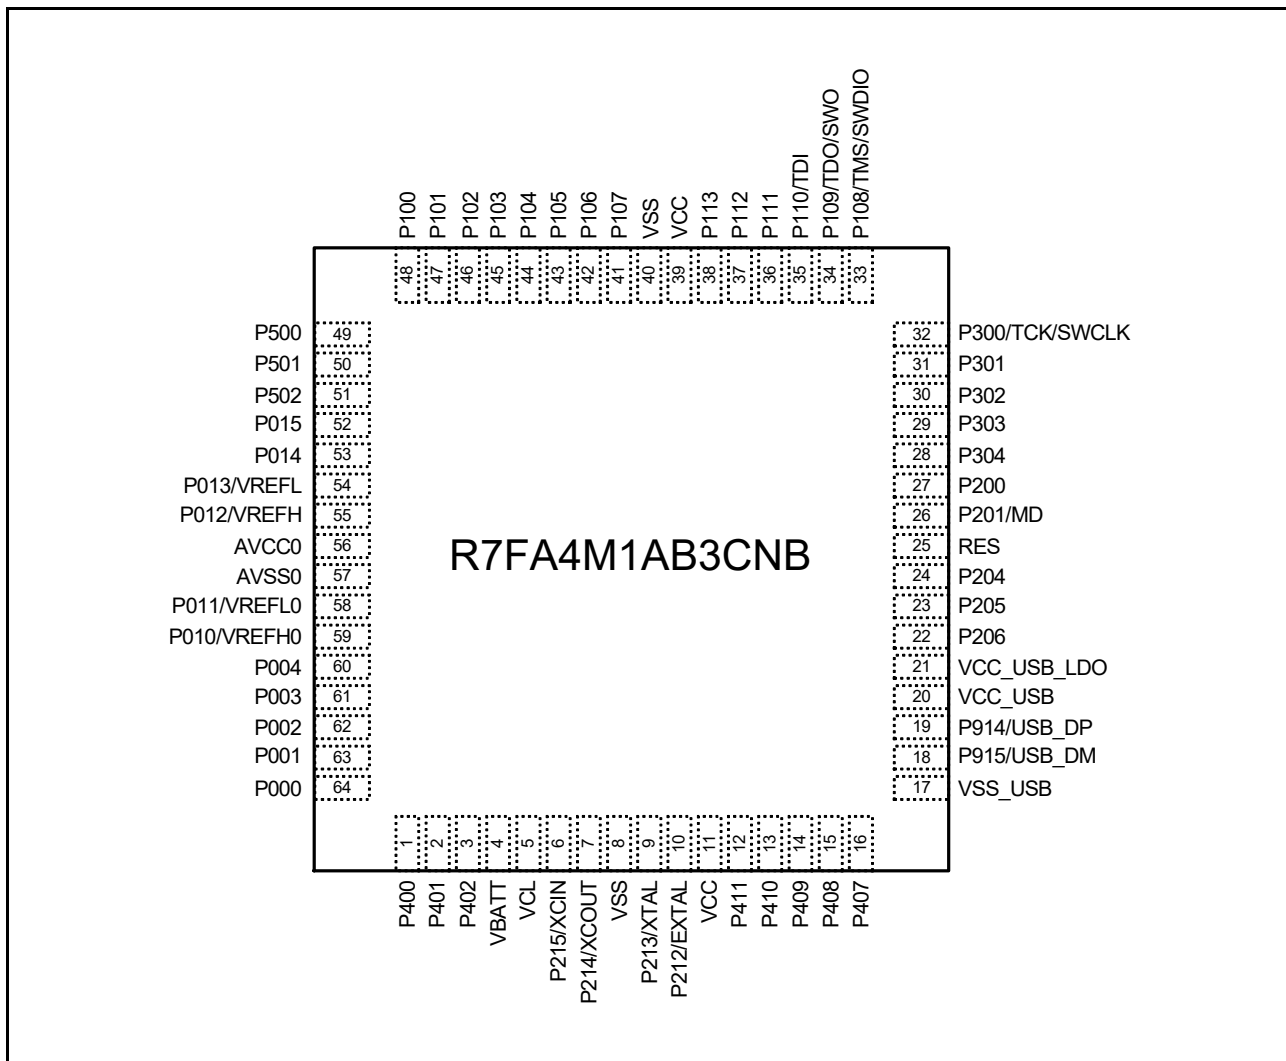 P100
P101
P102
P103
P104
P105
P106
P107
VSS
VCC
P113
P112
P111
P110/TDI
P109/TDO/SWO
P108/TMS/SWDIO
48
47
46
45
44
43
42
41
40
39
38
37
36
35
34
33
P500 49
P501 50
P502 51
P015 52
P014 53
P013/VREFL 54
P012/VREFH 55
AVCC0 56
AVSS0 57
P011/VREFL0 58
P010/VREFH0 59
P004 60
P003 61
P002 62
P001 63
P000 64
R7FA4M1AB3CNB
32 P300/TCK/SWCLK
31 P301
30 P302
29 P303
28 P304
27 P200
26 P201/MD
25 RES
24 P204
23 P205
22 P206
21 VCC_USB_LDO
20 VCC_USB
19 P914/USB_DP
18 P915/USB_DM
17 VSS_USB
1
2
3
4
5
6
7
8
9
10
11
12
13
14
15
16
P400
P401
P402
VBATT
VCL
P215/XCIN
P214/XCOUT
VSS
P213/XTAL
P212/EXTAL
VCC
P411
P410
P409
P408
P407